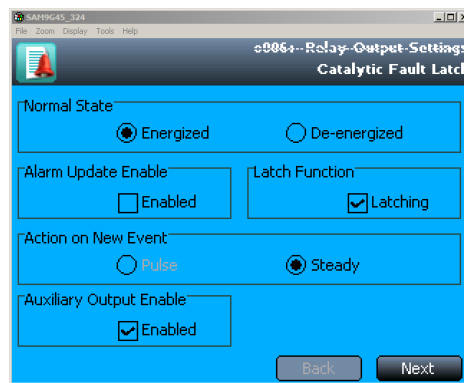 SAM9G45_324
File Zoom Display Tools Help
Relay Output Settings
Catalytic Fault Latch
Normal State
Energized De-energized
Alarm Update Enable Latch Function
Enabled Latching
Action on New Event
Pulse Steady
Auxiliary Output Enable
Enabled
Back Next